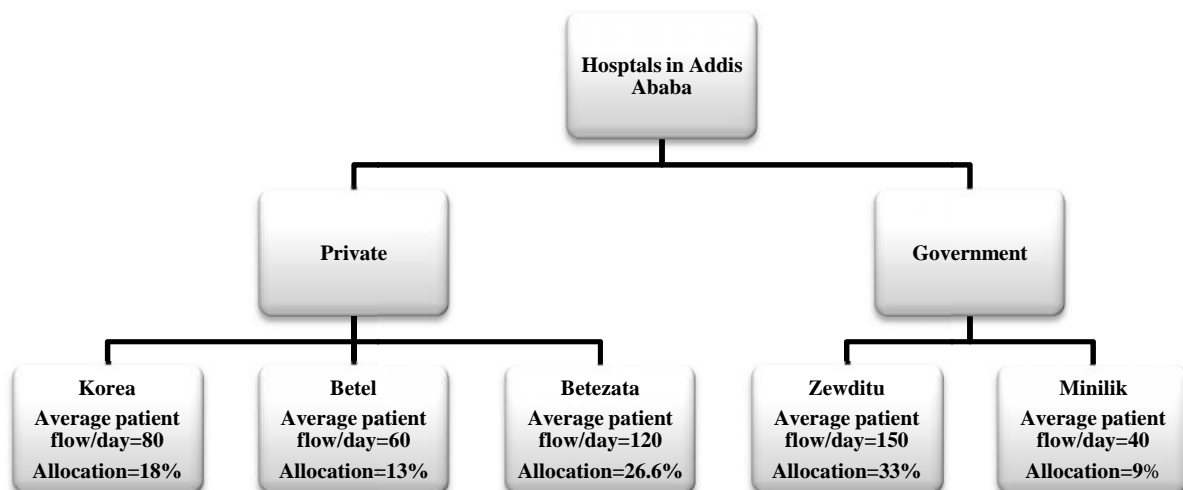 Hosptals in Addis
Ababa
Private
Government
Korea
Average patient
flow/day=80
Allocation=18%
Betel
Average patient
flow/day=60
Allocation=13%
Betezata
Average patient
flow/day=120
Allocation=26.6%
Zewditu
Average patient
flow/day=150
Allocation=33%
Minilik
Average patient
flow/day=40
Allocation=9%